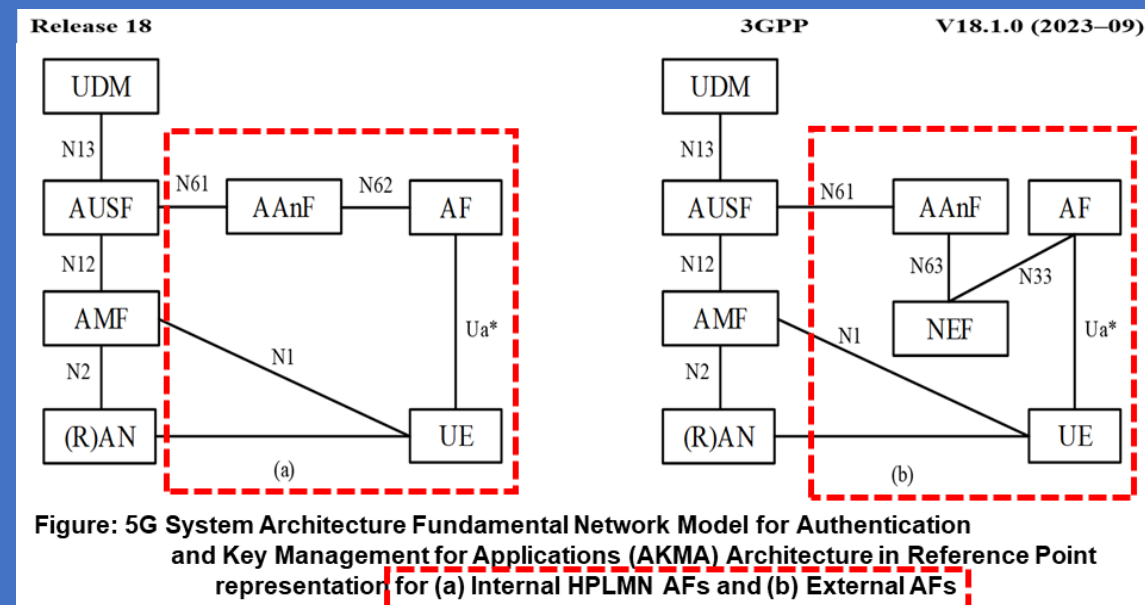 Release 18 3GPP V18.1.0 (2023–09)
UDM UDM
N13 N13
N61 N62 N61
AUSF AAnF AF AUSF AAnF AF
N12 N12 N63 N33
AMF Ua* AMF NEF Ua*
N1 N1
N2 N2
(R)AN UE (R)AN UE
(a) (b)
Figure: 5G System Architecture Fundamental Network Model for Authentication
and Key Management for Applications (AKMA) Architecture in Reference Point
representation for (a) Internal HPLMN AFs and (b) External AFs